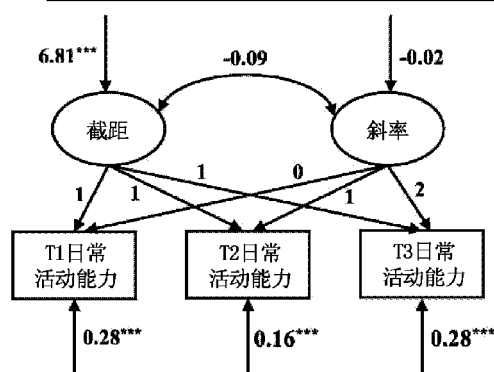 6.81***
-0.09
-0.02
截距
斜率
1
1
1
0
1
2
T1日常
活动能力
T2日常
活动能力
T3日常
活动能力
0.28***
0.16***
0.28***